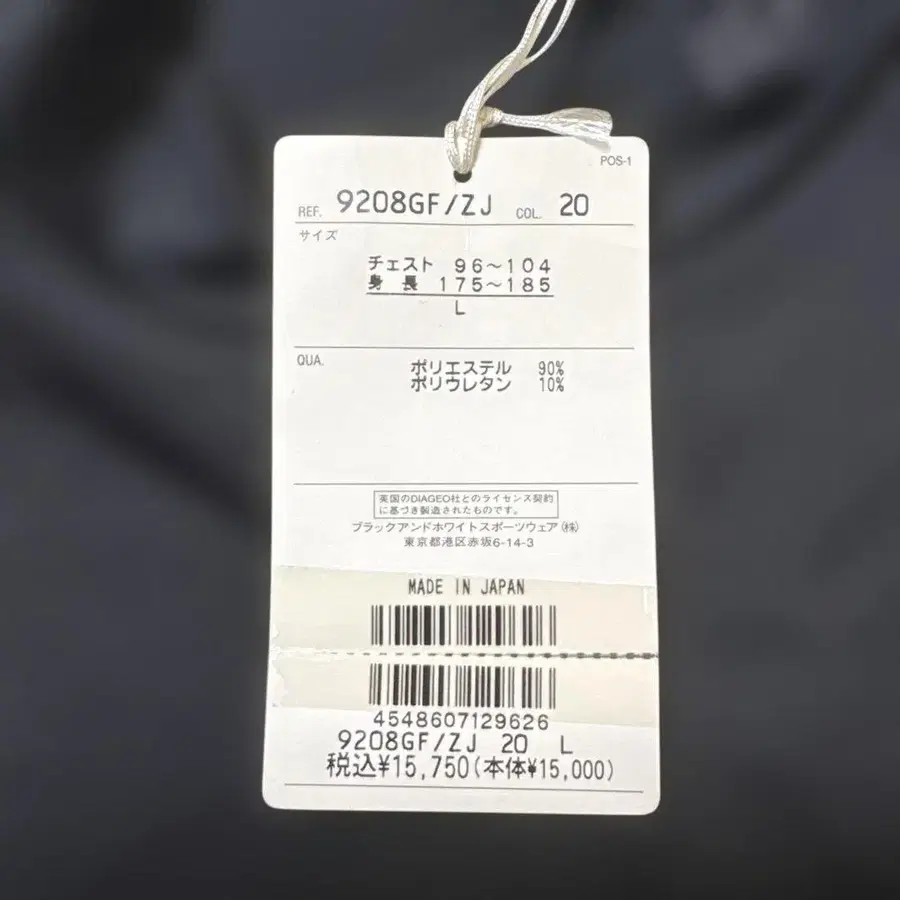 POS-1
REF. 9208GF/ZJ COL. 20
サイズ
チェスト 96～104
身長 175～185
L
QUA.
ポリエステル 90%
ポリウレタン 10%
英国のDIAGEO社とのライセンス契約
に基づき製造されたものです。
ブラックアンドホワイトスポーツウェア(株)
東京都港区赤坂6-14-3
MADE IN JAPAN
4548607129626
9208GF/ZJ 20 L
税込¥15,750(本体¥15,000)